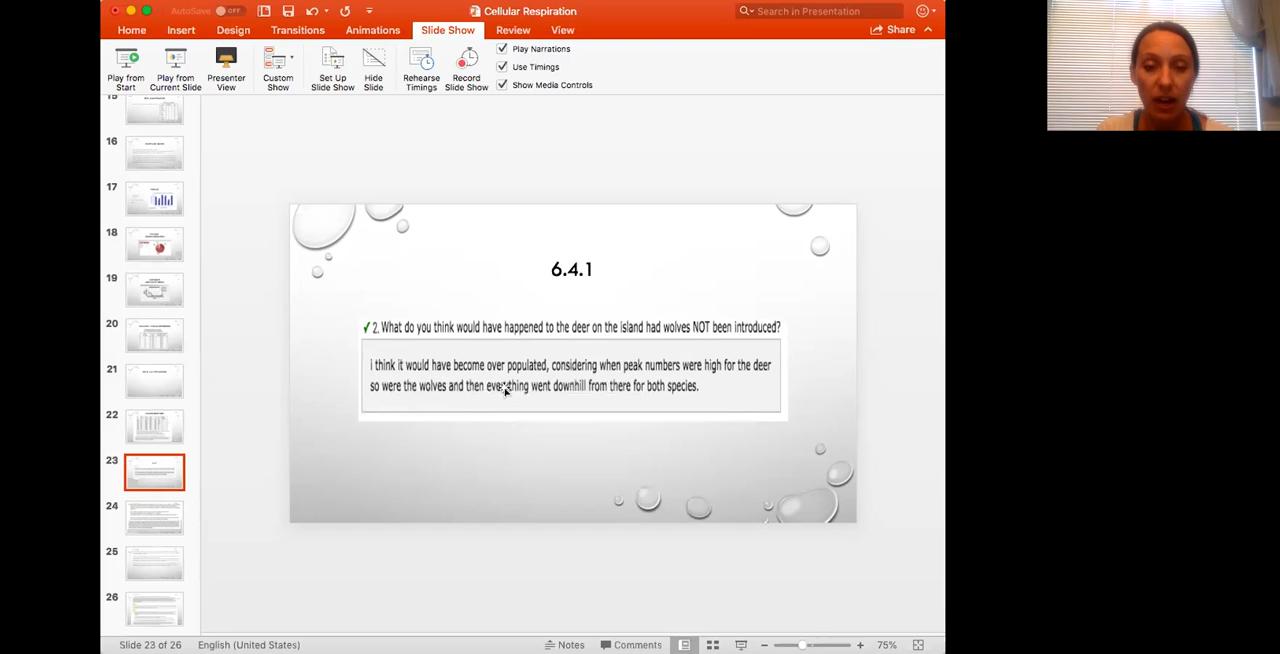 AutoSave OFF
Cellular Respiration
Search in Presentation
Home Insert Design Transitions Animations Slide Show Review View
Share
Play from Start
Play from Current Slide
Presenter View
Custom Show
Set Up Slide Show
Hide Slide
Rehearse Timings
Record Slide Show
Play Narrations
Use Timings
Show Media Controls
15
16
17
18
19
20
21
22
23
24
25
26
6.4.1
✓ 2. What do you think would have happened to the deer on the island had wolves NOT been introduced?
i think it would have become over populated, considering when peak numbers were high for the deer
so were the wolves and then everything went downhill from there for both species.
Slide 23 of 26 English (United States) Notes Comments 75%